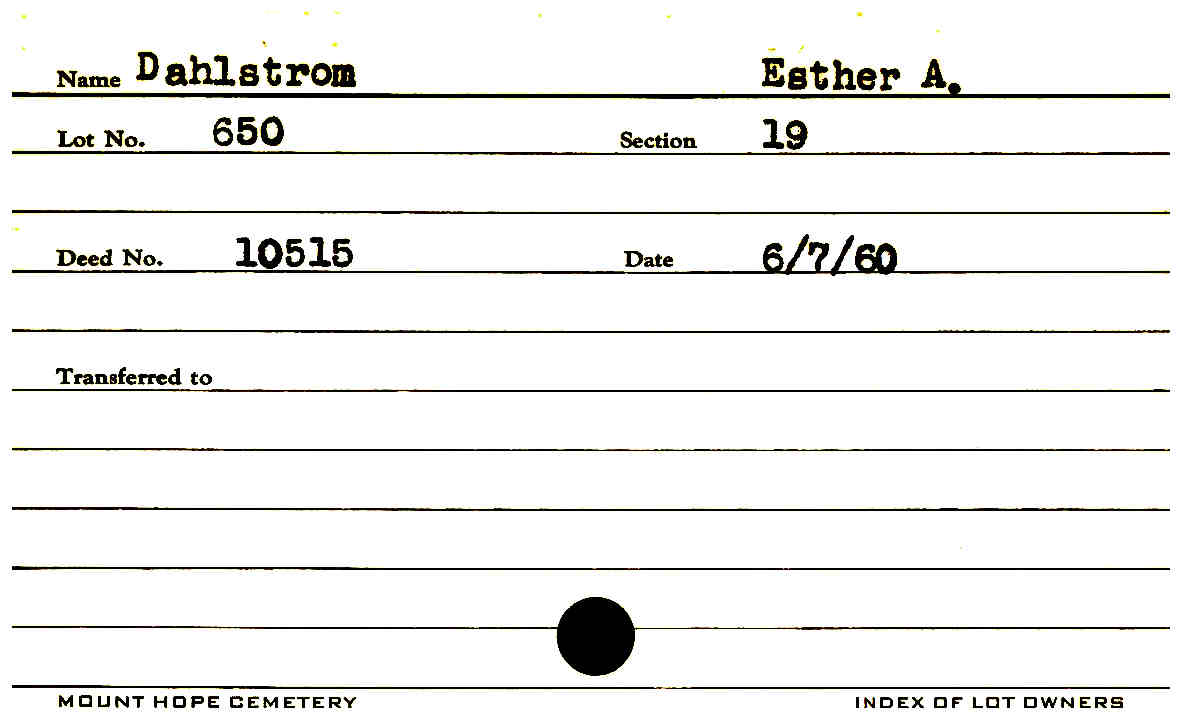 Name Dahlstrom Esther A.
Lot No. 650 Section 19
Deed No. 10515 Date 6/7/60
Transferred to
MOUNT HOPE CEMETERY INDEX OF LOT OWNERS